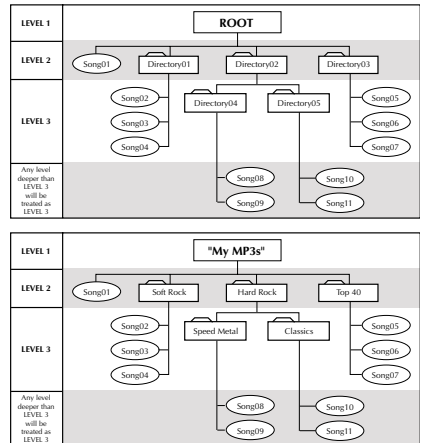 LEVEL 1
ROOT
LEVEL 2
Song01
Directory01
Directory02
Directory03
LEVEL 3
Song02
Directory04
Directory05
Song05
Song03
Song06
Song04
Song07
Any level
deeper than
LEVEL 3
will be
treated as
LEVEL 3
Song08
Song10
Song09
Song11
LEVEL 1
"My MP3s"
LEVEL 2
Song01
Soft Rock
Hard Rock
Top 40
LEVEL 3
Song02
Speed Metal
Classics
Song05
Song03
Song06
Song04
Song07
Any level
deeper than
LEVEL 3
will be
treated as
LEVEL 3
Song08
Song10
Song09
Song11